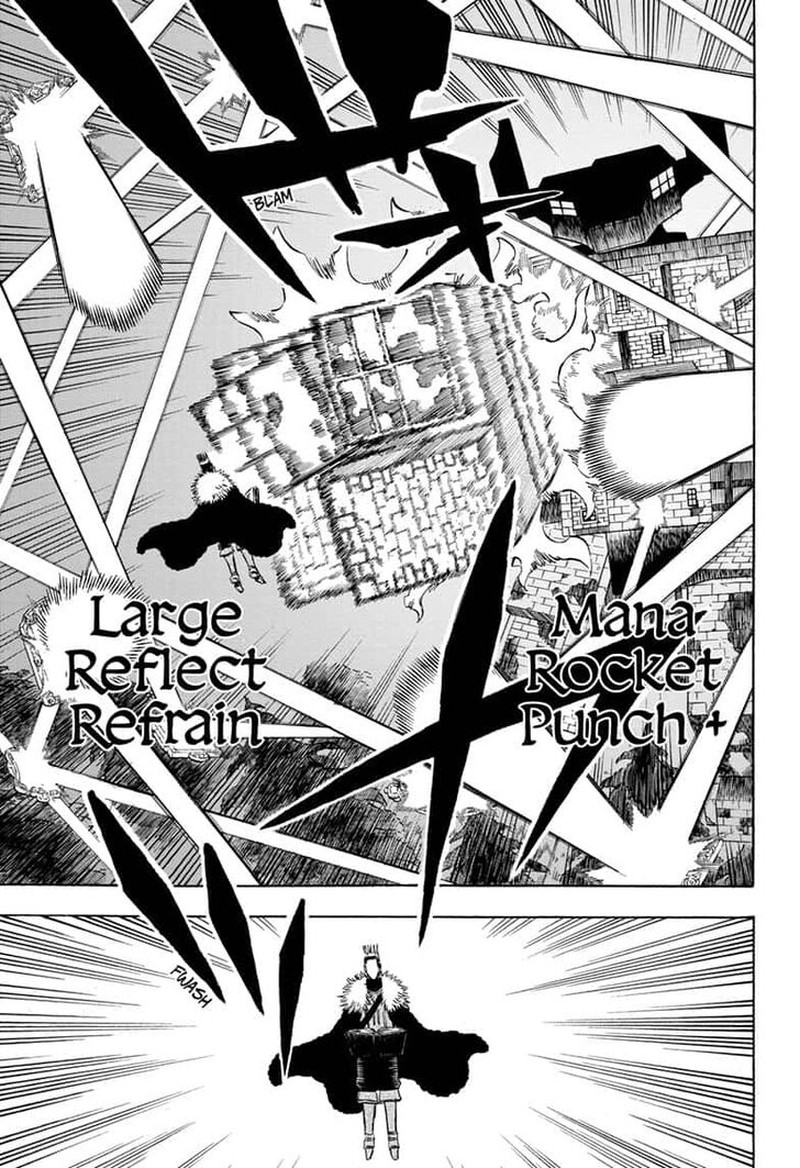 BLAM
Mana
Rocket
Punch +
Large
Reflect
Refrain
FWASH